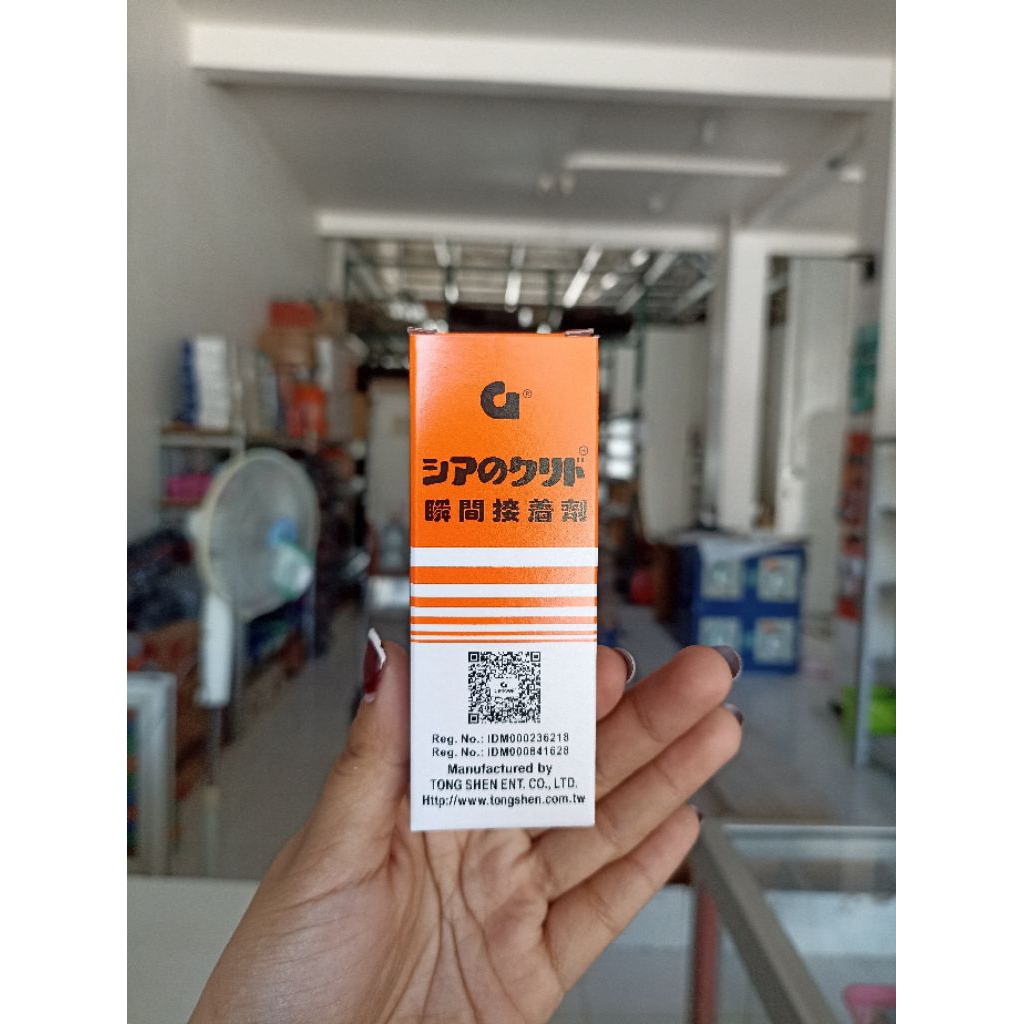 G®
シアのクリド
瞬間接着剤
Reg. No.: IDM000236218
Reg. No.: IDM000841628
Manufactured by
TONG SHEN ENT. CO., LTD.
Http://www.tongshen.com.tw